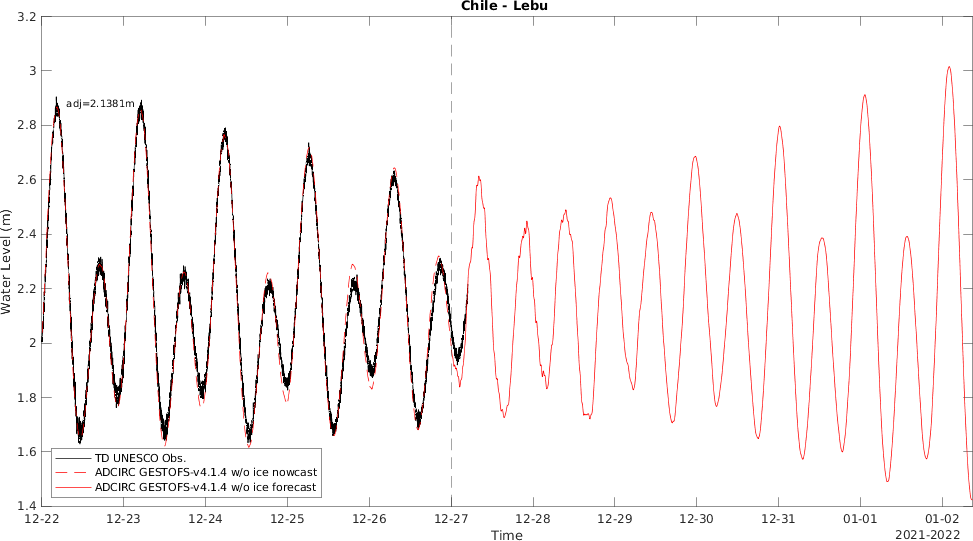 Chile - Lebu
3.2
3
2.8
2.6
2.4
2.2
2
1.8
1.6
1.4
Water Level (m)
adj=2.1381m
TD UNESCO Obs.
ADCIRC GESTOFS-v4.1.4 w/o ice nowcast
ADCIRC GESTOFS-v4.1.4 w/o ice forecast
12-22 12-23 12-24 12-25 12-26 12-27 12-28 12-29 12-30 12-31 01-01 01-02
Time
2021-2022